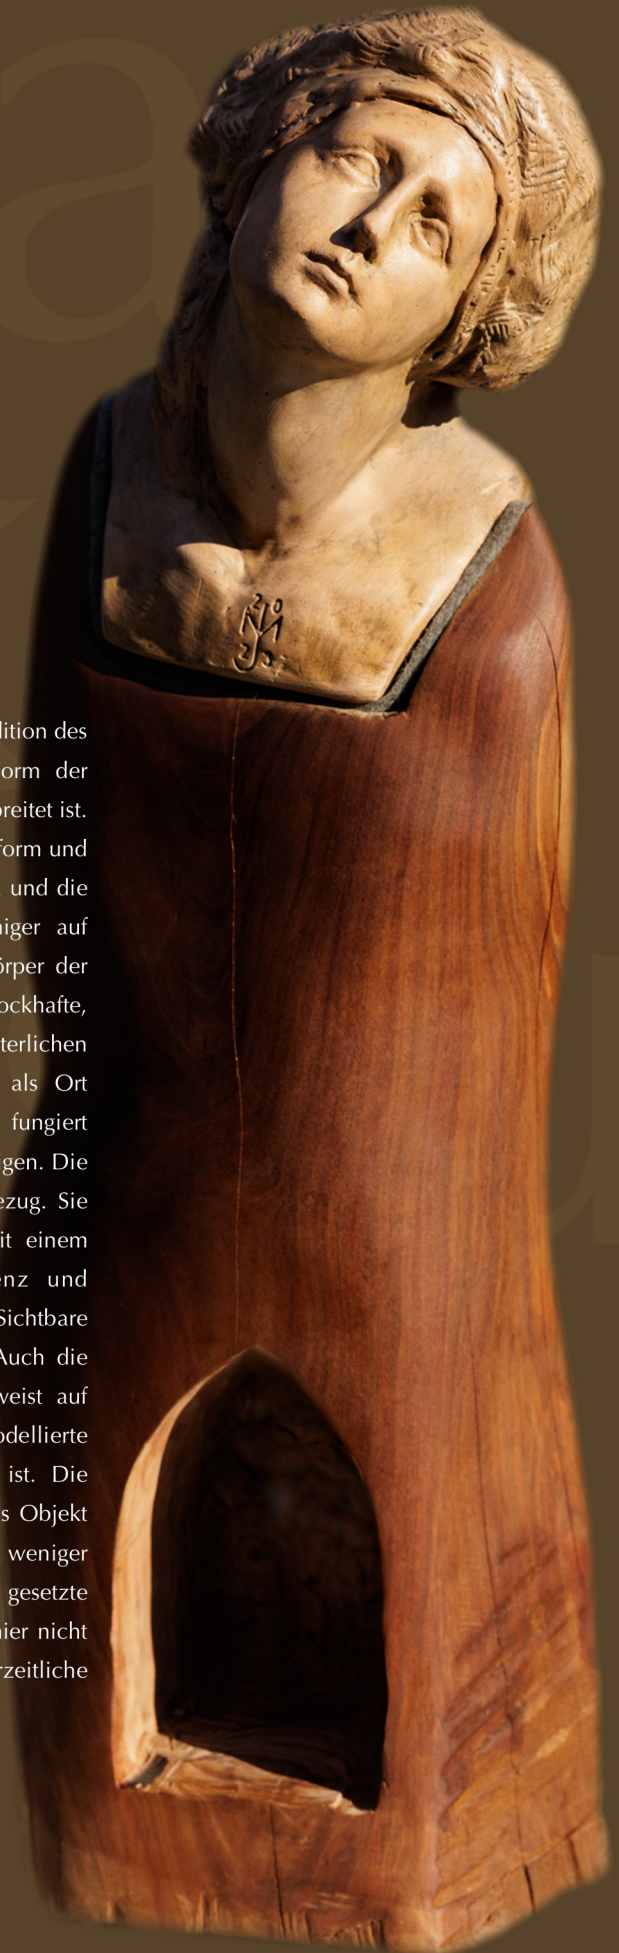 dition des
orm der
reitet ist.
form und
und die
niger auf
örper der
ockhafte,
terlichen
als Ort
fungiert
igen. Die
ezug. Sie
it einem
enz und
Sichtbare
Auch die
weist auf
odellierte
ist. Die
s Objekt
weniger
gesetzte
hier nicht
rzeitliche